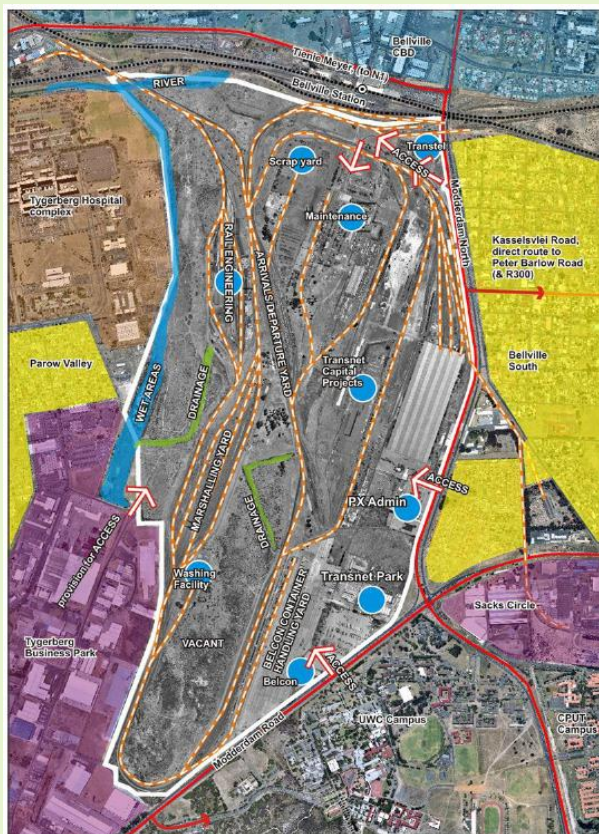 Bellville
CBD
Tienie Meyer, (to N1)
Bellville Station
RIVER
Transtel
ACCESS
Scrap yard
Tygerberg Hospital
complex
Maintenance
Modderdam North
Kasselsvlei Road,
direct route to
Peter Barlow Road
(& R300)
RAIL ENGINEERING
ARRIVALS/DEPARTURE YARD
Parow Valley
Transnet
Capital
Projects
Bellville
South
WET AREAS
DRAINAGE
MARSHALLING YARD
DRAINAGE
ACCESS
PX Admin
provision for ACCESS
Washing
Facility
Transnet Park
Sacks Circle
Tygerberg
Business Park
VACANT
BELCON (CONTAINER
HANDLING YARD
ACCESS
Belcon
UWC Campus
CPUT
Campus
Modderdam Road